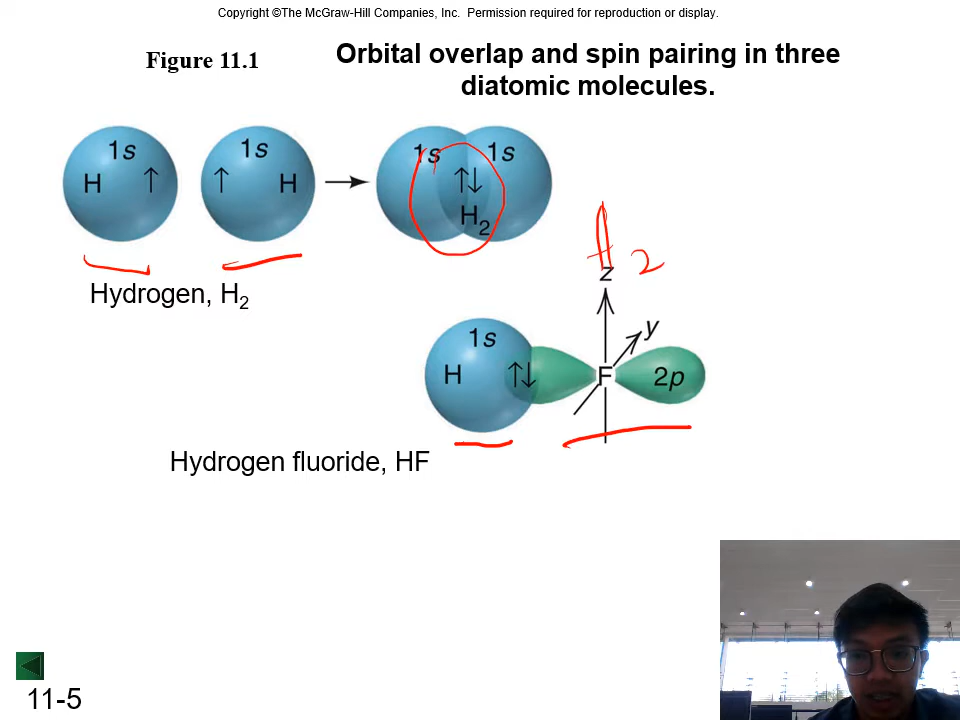 Copyright ©The McGraw-Hill Companies, Inc. Permission required for reproduction or display.
Figure 11.1
Orbital overlap and spin pairing in three
diatomic molecules.
1s
1s
1s
1s
H ↑
↑ H
↑↓
H2
Hydrogen, H2
2
z
y
1s
H
↑↓
F
2p
Hydrogen fluoride, HF
11-5